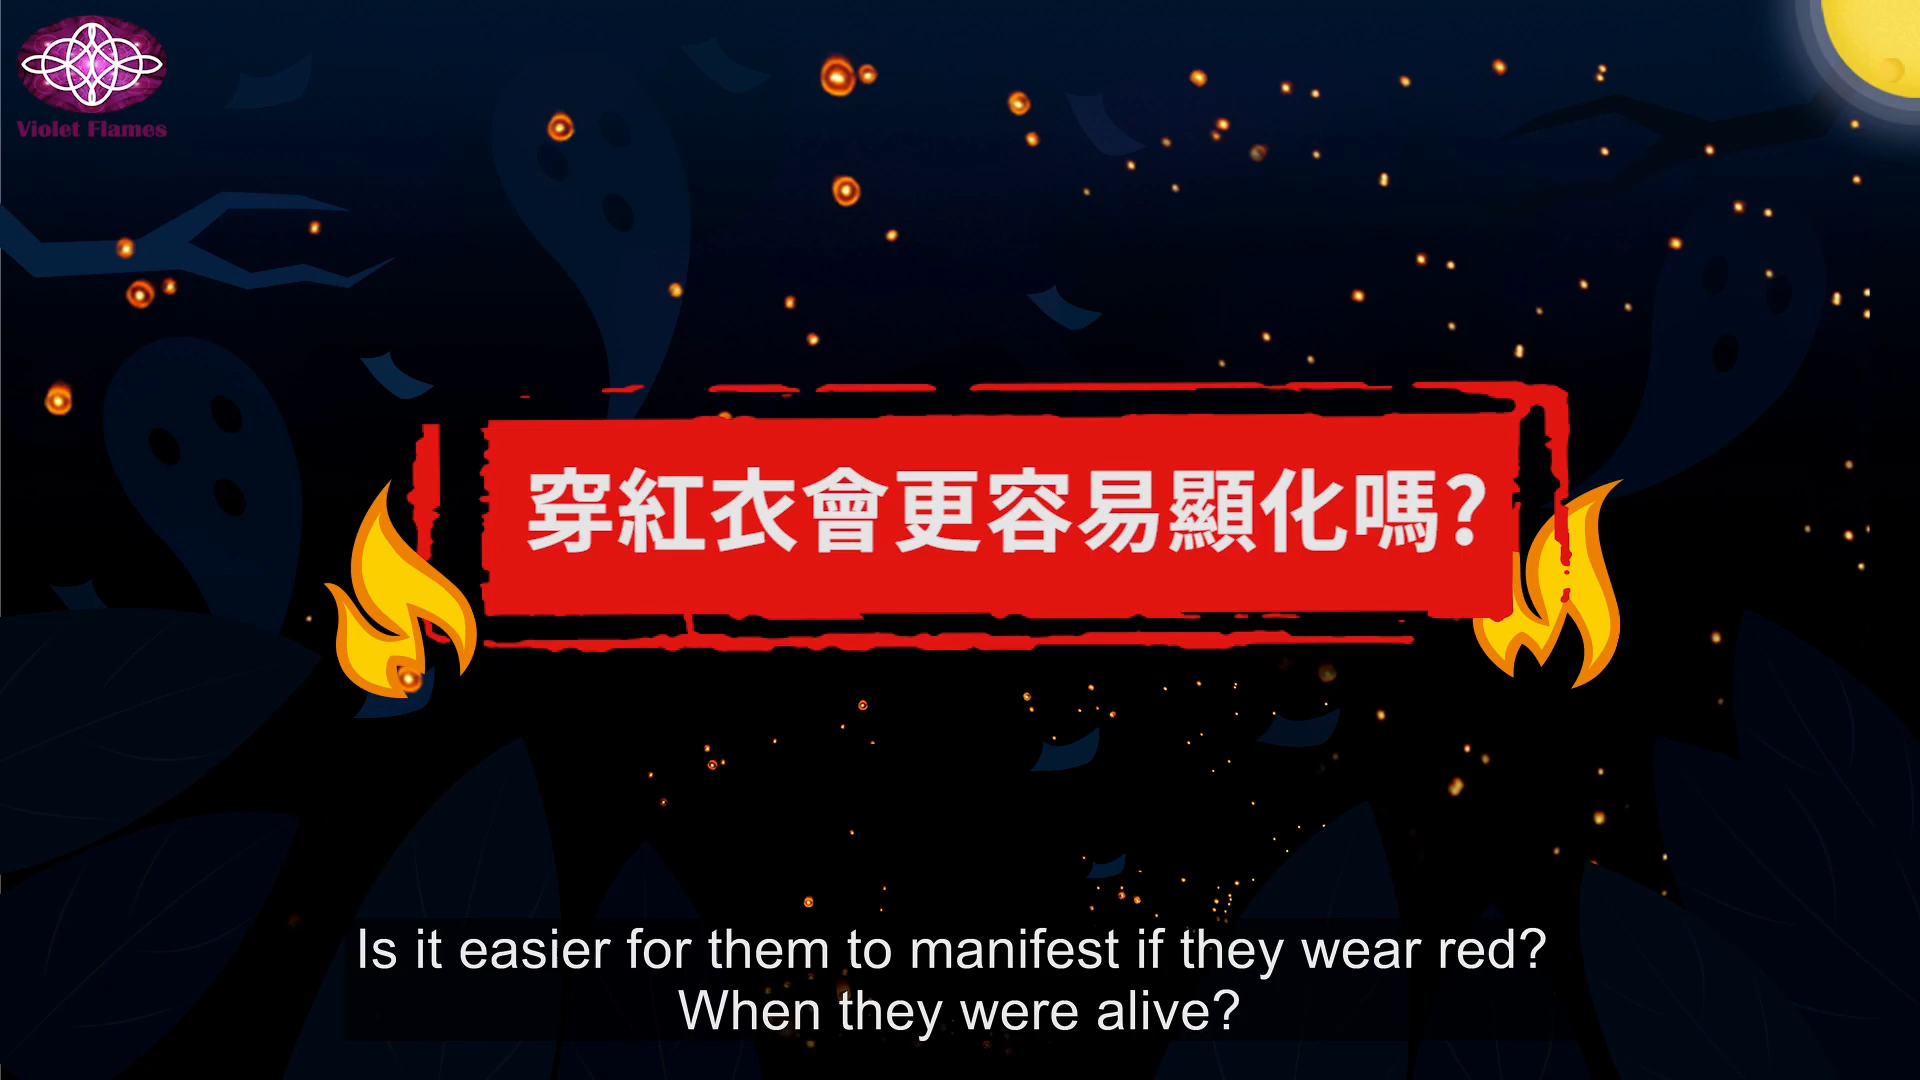 Violet Flames
穿紅衣會更容易顯化嗎?
Is it easier for them to manifest if they wear red?
When they were alive?